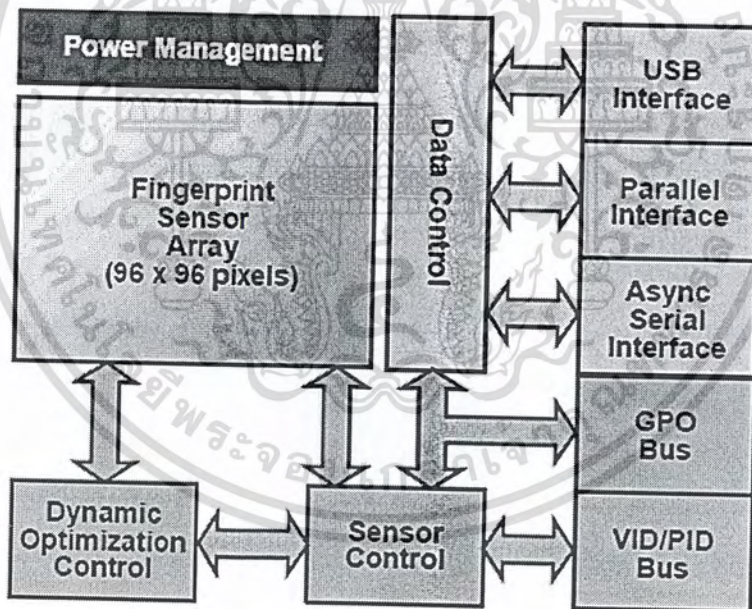 Power Management
Fingerprint
Sensor
Array
(96 x 96 pixels)
Data Control
USB
Interface
Parallel
Interface
Async
Serial
Interface
GPO
Bus
VID/PID
Bus
Dynamic
Optimization
Control
Sensor
Control